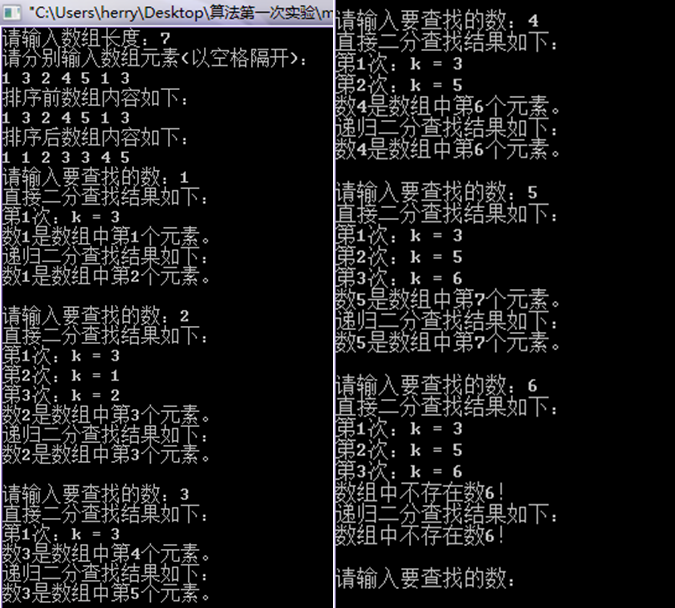 "C:\Users\herry\Desktop\算法第一次实验\m
请输入数组长度：7
请分别输入数组元素(以空格隔开)：
1 3 2 4 5 1 3
排序前数组内容如下：
1 3 2 4 5 1 3
排序后数组内容如下：
1 1 2 3 3 4 5
请输入要查找的数：1
直接二分查找结果如下：
第1次：k = 3
数1是数组中第1个元素。
递归二分查找结果如下：
数1是数组中第2个元素。
请输入要查找的数：2
直接二分查找结果如下：
第1次：k = 3
第2次：k = 1
第3次：k = 2
数2是数组中第3个元素。
递归二分查找结果如下：
数2是数组中第3个元素。
请输入要查找的数：3
直接二分查找结果如下：
第1次：k = 3
数3是数组中第4个元素。
递归二分查找结果如下：
数3是数组中第5个元素。
请输入要查找的数：4
直接二分查找结果如下：
第1次：k = 3
第2次：k = 5
数4是数组中第6个元素。
递归二分查找结果如下：
数4是数组中第6个元素。
请输入要查找的数：5
直接二分查找结果如下：
第1次：k = 3
第2次：k = 5
第3次：k = 6
数5是数组中第7个元素。
递归二分查找结果如下：
数5是数组中第7个元素。
请输入要查找的数：6
直接二分查找结果如下：
第1次：k = 3
第2次：k = 5
第3次：k = 6
数组中不存在数6！
递归二分查找结果如下：
数组中不存在数6！
请输入要查找的数：